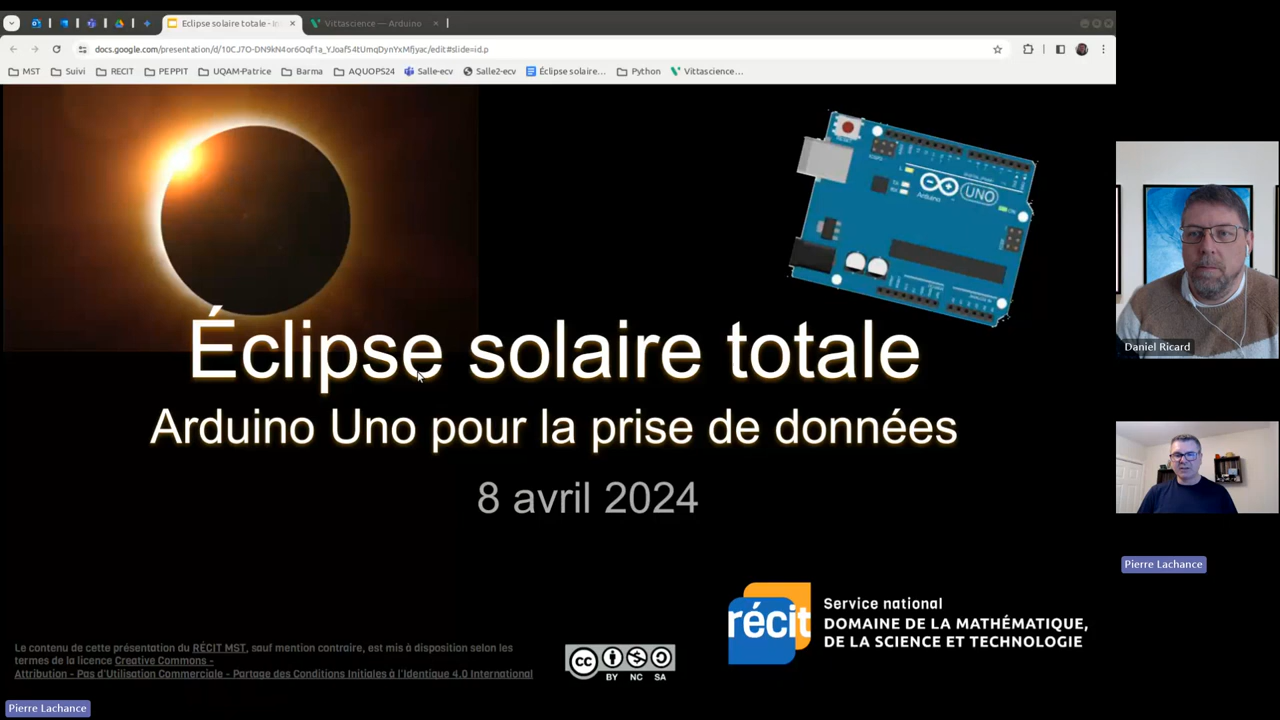 Eclipse solaire totale - In
Vittascience — Arduino
docs.google.com/presentation/d/10CJ7O-DN9kN4or6Oqf1a_YJoafS4tUmqDynYxMfjyac/edit#slide=id.p
MST
Suivi
RECIT
PEPPIT
UQAM-Patrice
Barma
AQUOPS24
Salle-ecv
Salle2-ecv
Éclipse solaire…
Python
Vittascience…
UNO
Arduino
Éclipse solaire totale
Arduino Uno pour la prise de données
8 avril 2024
Daniel Ricard
Pierre Lachance
récit
Service national
DOMAINE DE LA MATHÉMATIQUE,
DE LA SCIENCE ET TECHNOLOGIE
Le contenu de cette présentation du RÉCIT MST, sauf mention contraire, est mis à disposition selon les
termes de la licence Creative Commons -
Attribution - Pas d'Utilisation Commerciale - Partage des Conditions Initiales à l'Identique 4.0 International
cc
BY NC SA
Pierre Lachance